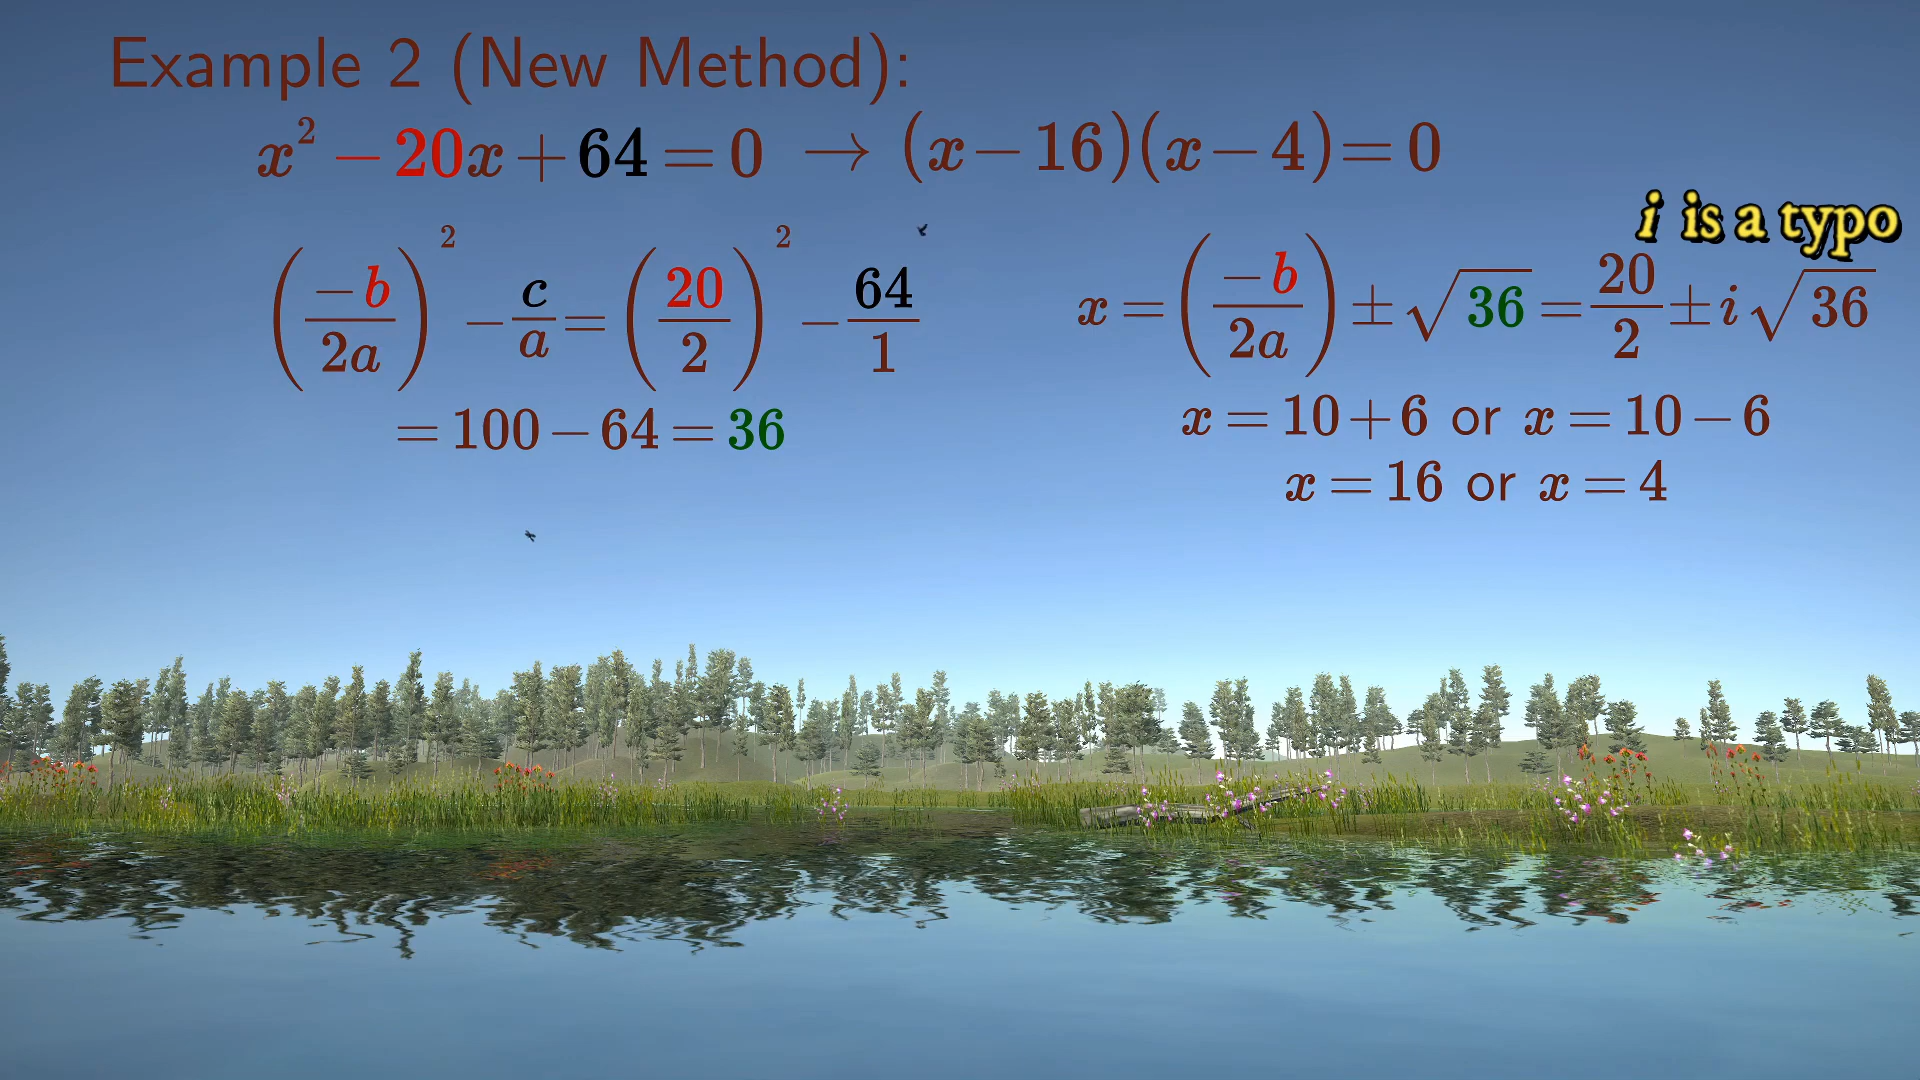 Example 2 (New Method):
x² − 20x + 64 = 0 → (x − 16)(x − 4) = 0
i is a typo
(−b/2a)² − c/a = (20/2)² − 64/1
= 100 − 64 = 36
x = (−b/2a) ± √36 = 20/2 ± i√36
x = 10 + 6 or x = 10 − 6
x = 16 or x = 4